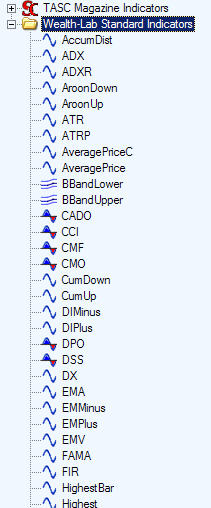 TASC Magazine Indicators
Wealth-Lab Standard Indicators
AccumDist
ADX
ADXR
AroonDown
AroonUp
ATR
ATRP
AveragePriceC
AveragePrice
BBandLower
BBandUpper
CADO
CCI
CMF
CMO
CumDown
CumUp
DIMinus
DIPlus
DPO
DSS
DX
EMA
EMMinus
EMPlus
EMV
FAMA
FIR
HighestBar
Highest